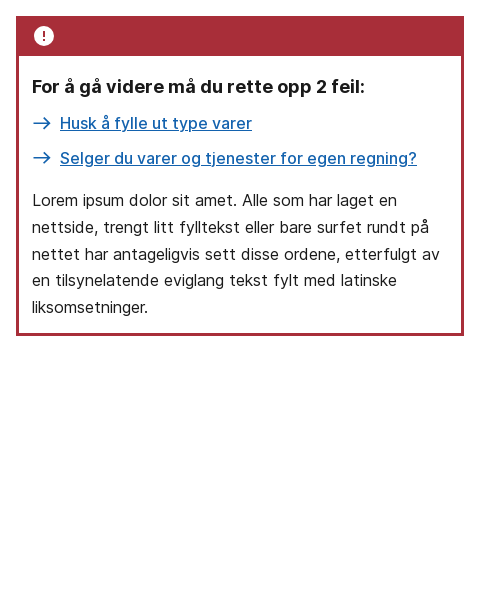 For å gå videre må du rette opp 2 feil:
Husk å fylle ut type varer
Selger du varer og tjenester for egen regning?
Lorem ipsum dolor sit amet. Alle som har laget en
nettside, trengt litt fylltekst eller bare surfet rundt på
nettet har antageligvis sett disse ordene, etterfulgt av
en tilsynelatende eviglang tekst fylt med latinske
liksomsetninger.